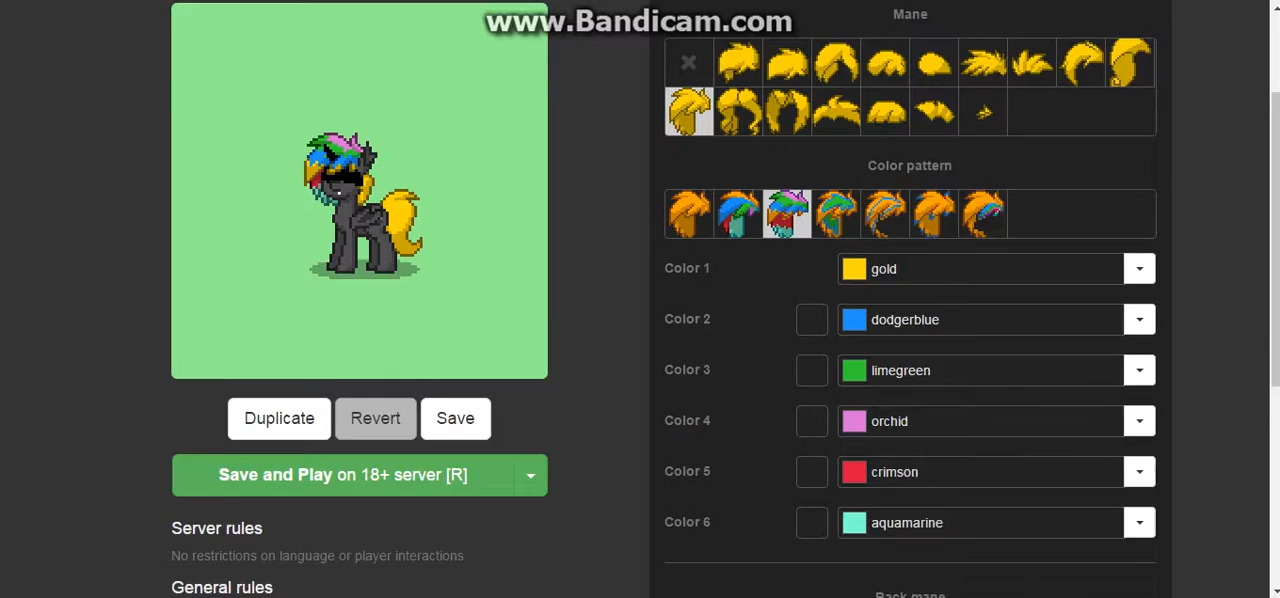 www.Bandicam.com
Mane
Color pattern
Color 1
gold
Color 2
dodgerblue
Color 3
limegreen
Color 4
orchid
Color 5
crimson
Color 6
aquamarine
Back mane
Duplicate
Revert
Save
Save and Play on 18+ server [R]
Server rules
No restrictions on language or player interactions
General rules